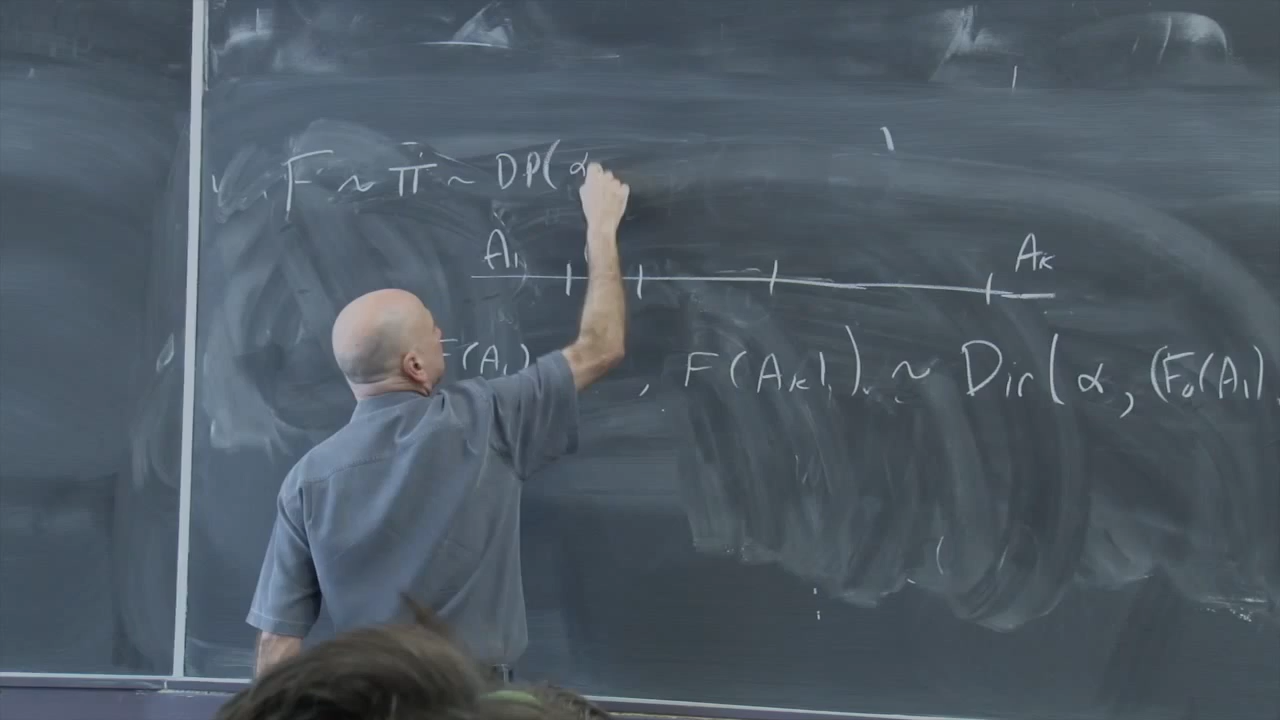 , F ~ π ~ DP(α
A₁ Aₖ
F(A₁) , F(Aₖ)) ~ Dir(α, (F₀(A₁),